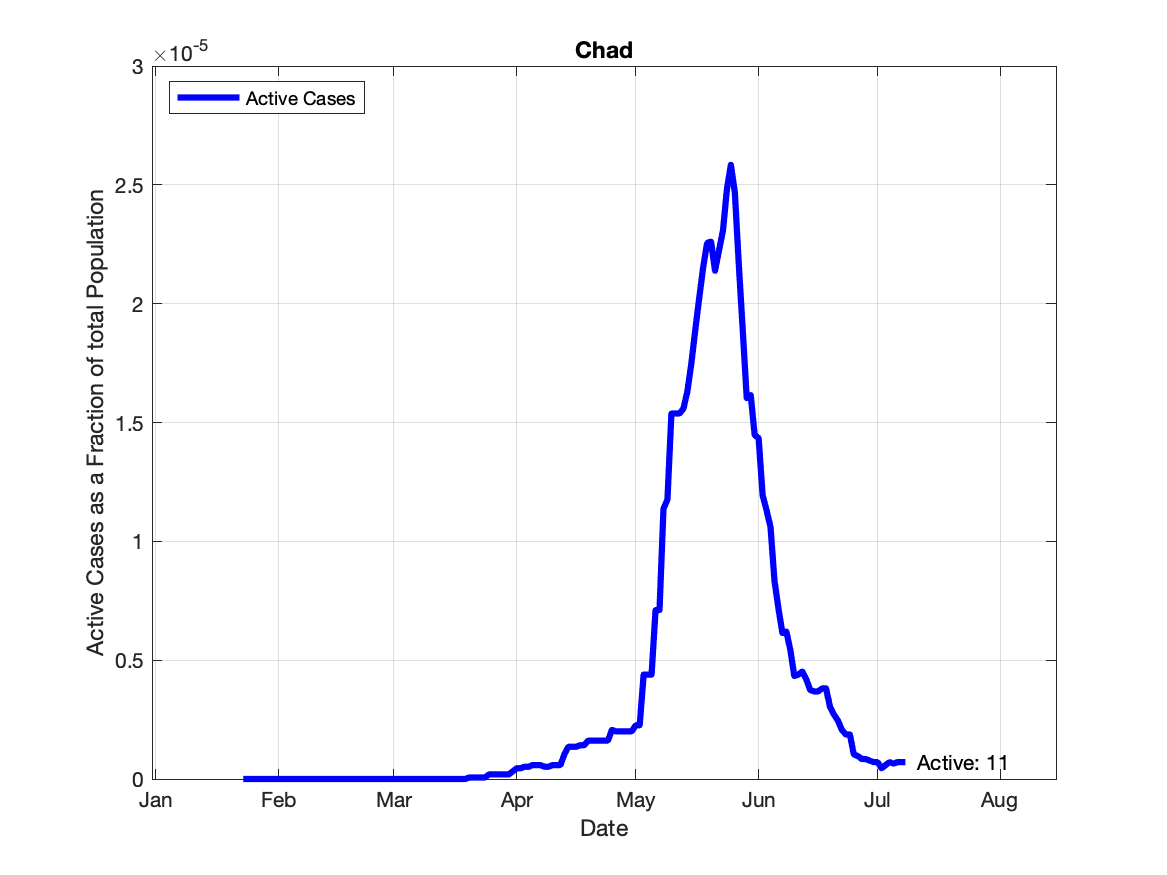 Chad
×10-5
3
2.5
2
1.5
1
0.5
0
Active Cases
Active Cases as a Fraction of total Population
Active: 11
Jan Feb Mar Apr May Jun Jul Aug
Date